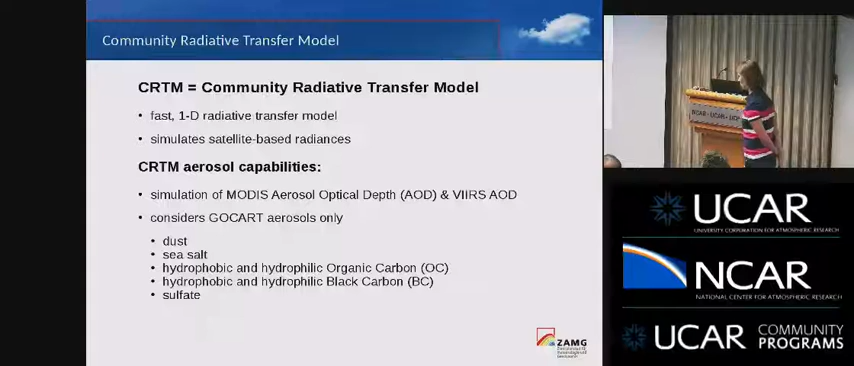 Community Radiative Transfer Model
CRTM = Community Radiative Transfer Model
• fast, 1-D radiative transfer model
• simulates satellite-based radiances
CRTM aerosol capabilities:
• simulation of MODIS Aerosol Optical Depth (AOD) & VIIRS AOD
• considers GOCART aerosols only
• dust
• sea salt
• hydrophobic and hydrophilic Organic Carbon (OC)
• hydrophobic and hydrophilic Black Carbon (BC)
• sulfate
ZAMG
NCAR · UCAR · UCP
UCAR
UNIVERSITY CORPORATION FOR ATMOSPHERIC RESEARCH
NCAR
NATIONAL CENTER FOR ATMOSPHERIC RESEARCH
UCAR COMMUNITY
PROGRAMS